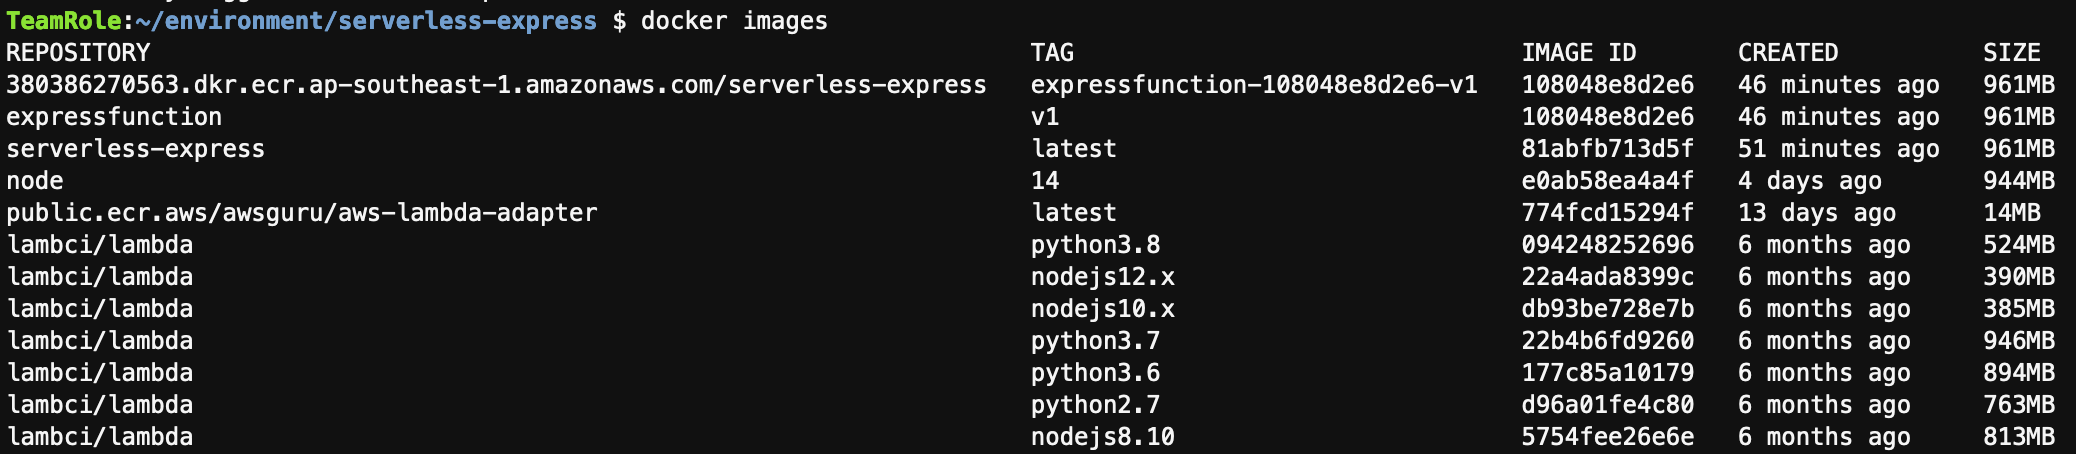 TeamRole:~/environment/serverless-express $ docker images
REPOSITORY TAG IMAGE ID CREATED SIZE
380386270563.dkr.ecr.ap-southeast-1.amazonaws.com/serverless-express expressfunction-108048e8d2e6-v1 108048e8d2e6 46 minutes ago 961MB
expressfunction v1 108048e8d2e6 46 minutes ago 961MB
serverless-express latest 81abfb713d5f 51 minutes ago 961MB
node 14 e0ab58ea4a4f 4 days ago 944MB
public.ecr.aws/awsguru/aws-lambda-adapter latest 774fcd15294f 13 days ago 14MB
lambci/lambda python3.8 094248252696 6 months ago 524MB
lambci/lambda nodejs12.x 22a4ada8399c 6 months ago 390MB
lambci/lambda nodejs10.x db93be728e7b 6 months ago 385MB
lambci/lambda python3.7 22b4b6fd9260 6 months ago 946MB
lambci/lambda python3.6 177c85a10179 6 months ago 894MB
lambci/lambda python2.7 d96a01fe4c80 6 months ago 763MB
lambci/lambda nodejs8.10 5754fee26e6e 6 months ago 813MB